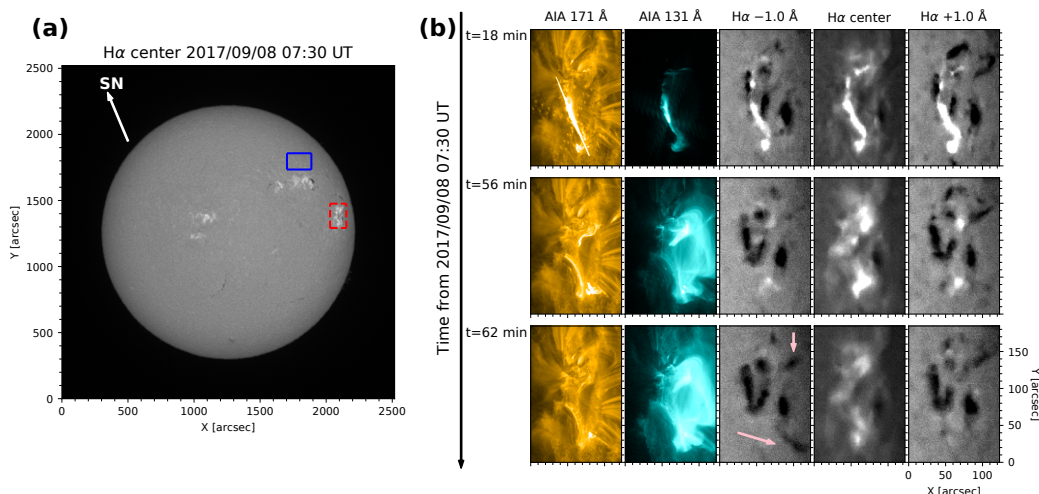 (a)
Hα center 2017/09/08 07:30 UT
SN
2500
2000
1500
1000
500
0
Y [arcsec]
0 500 1000 1500 2000 2500
X [arcsec]
(b)
Time from 2017/09/08 07:30 UT
AIA 171 Å AIA 131 Å Hα −1.0 Å Hα center Hα +1.0 Å
t=18 min
t=56 min
t=62 min
150
100
50
0
Y [arcsec]
0 50 100
X [arcsec]